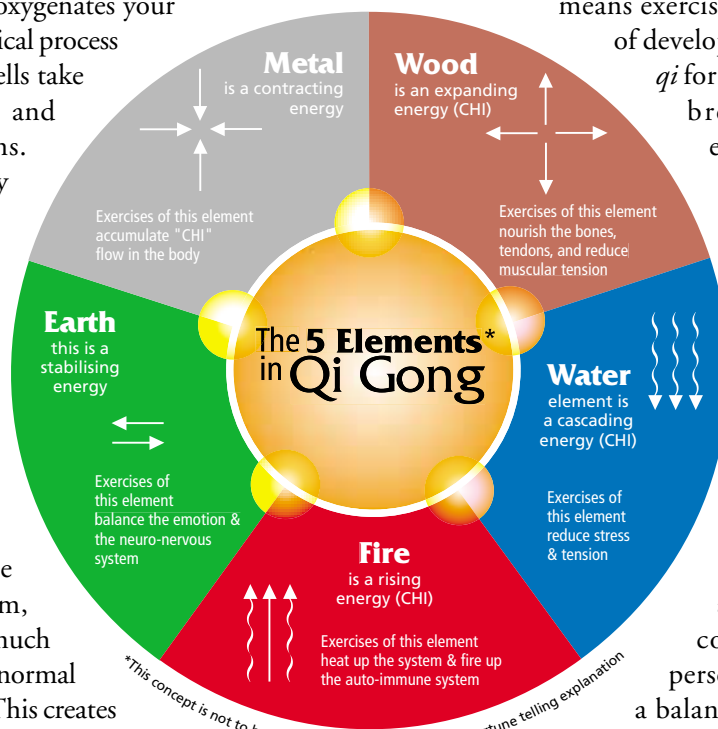 oxygenates your
ical process
ells take
and
ns.
y
means exercis
of develop
qi for
br
e
Metal
is a contracting
energy
Exercises of this element
accumulate "CHI"
flow in the body
Wood
is an expanding
energy (CHI)
Exercises of this element
nourish the bones,
tendons, and reduce
muscular tension
Earth
this is a
stabilising
energy
Exercises of
this element
balance the emotion &
the neuro-nervous
system
The 5 Elements*
in Qi Gong
Water
element is
a cascading
energy (CHI)
Exercises of
this element
reduce stress
& tension
Fire
is a rising
energy (CHI)
Exercises of this element
heat up the system & fire up
the auto-immune system
*This concept is not to b
tune telling explanation
e
m,
much
normal
This creates
co
perso
a balan